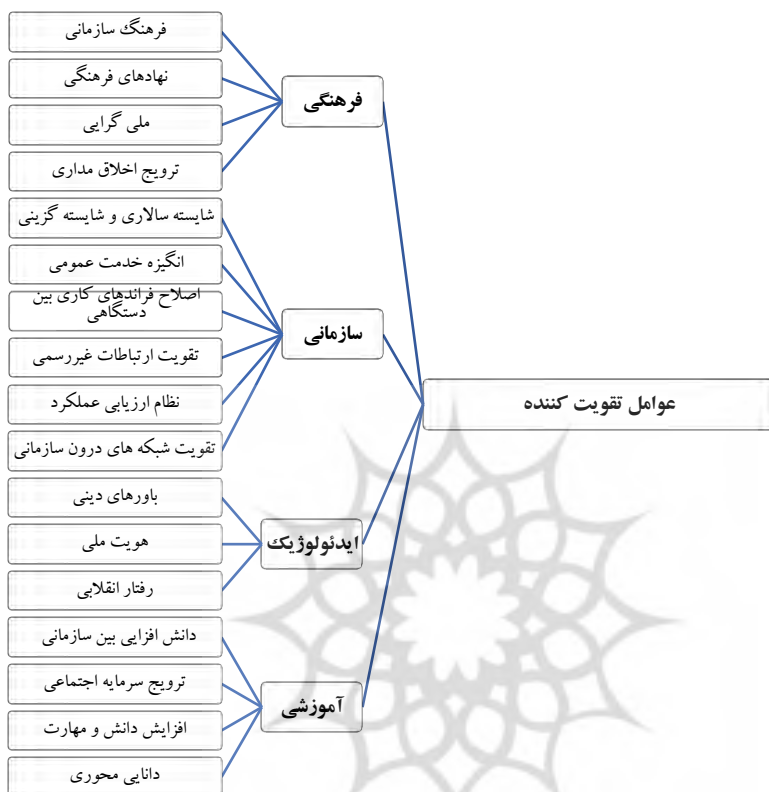 عوامل تقویت کننده
فرهنگی
فرهنگ سازمانی
نهادهای فرهنگی
ملی گرایی
ترویج اخلاق مداری
سازمانی
شایسته سالاری و شایسته گزینی
انگیزه خدمت عمومی
اصلاح فراندهای کاری بین
دستگاهی
تقویت ارتباطات غیررسمی
نظام ارزیابی عملکرد
تقویت شبکه های درون سازمانی
ایدئولوژیک
باورهای دینی
هویت ملی
رفتار انقلابی
آموزشی
دانش افزایی بین سازمانی
ترویج سرمایه اجتماعی
افزایش دانش و مهارت
دانایی محوری